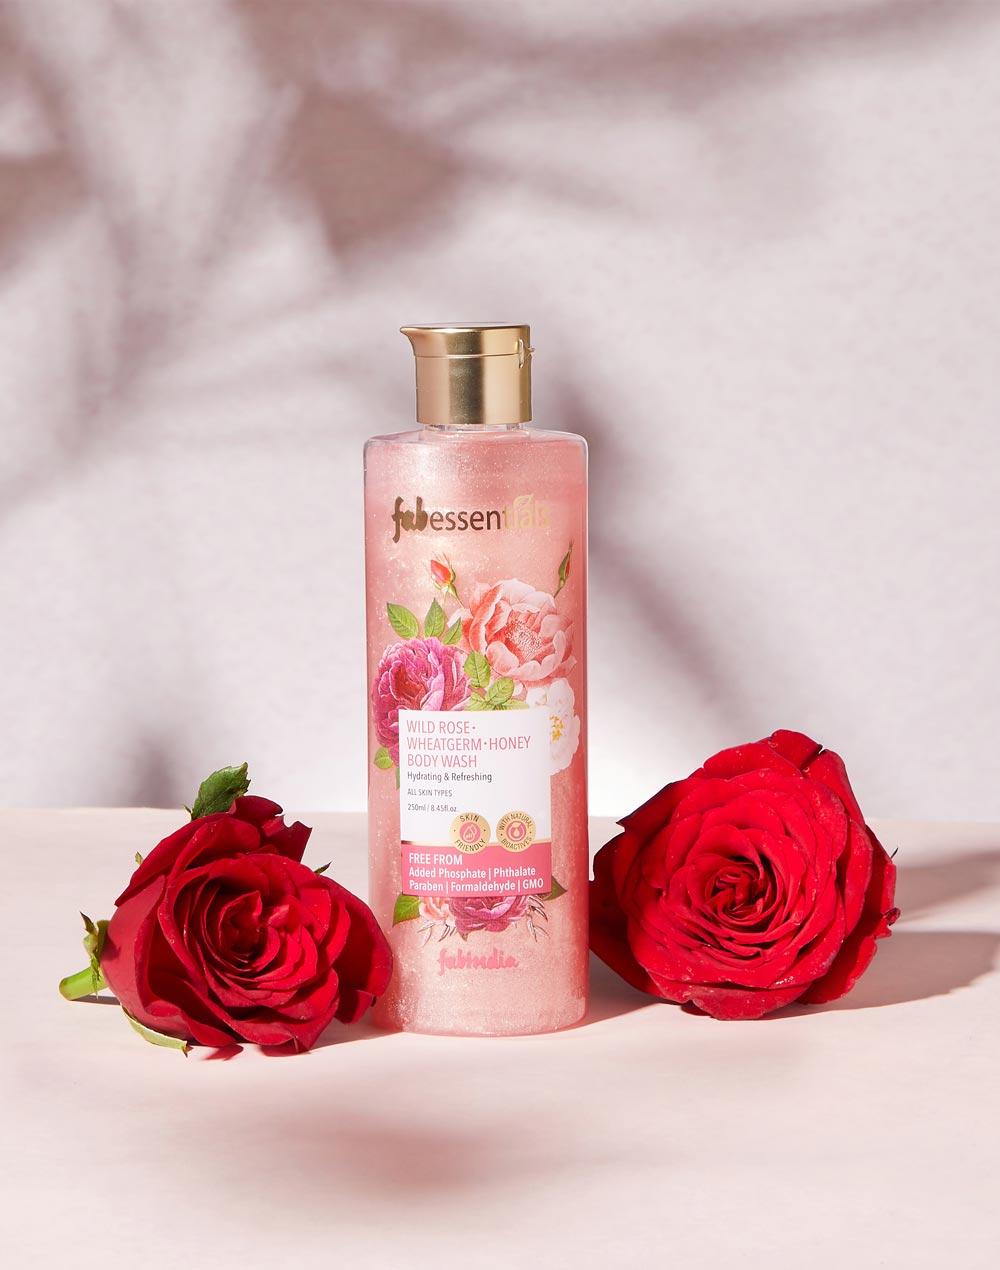 fabessentials
WILD ROSE•
WHEATGERM•HONEY
BODY WASH
Hydrating & Refreshing
ALL SKIN TYPES
250ml / 8.45fl.oz.
SKIN FRIENDLY
WITH NATURAL BIOACTIVES
FREE FROM
Added Phosphate | Phthalate
Paraben | Formaldehyde | GMO
fabindia